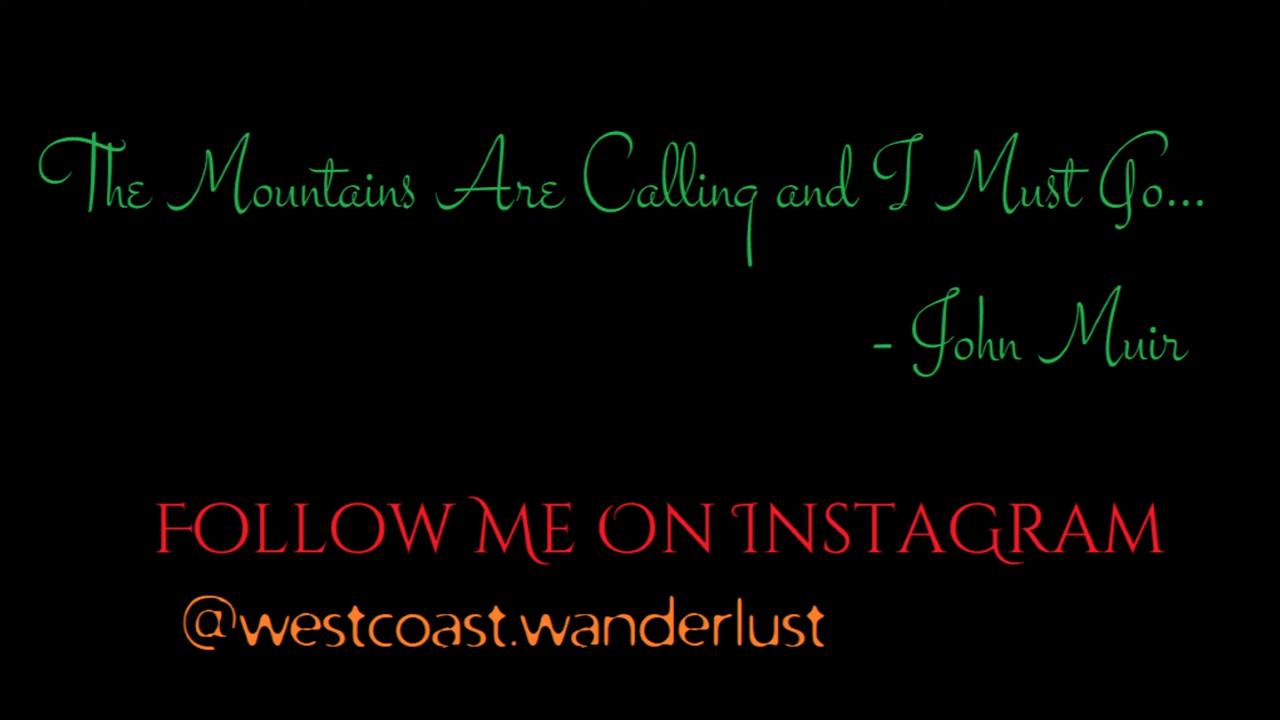 The Mountains Are Calling and I Must Go...
- John Muir
Follow Me On Instagram
@westcoast.wanderlust